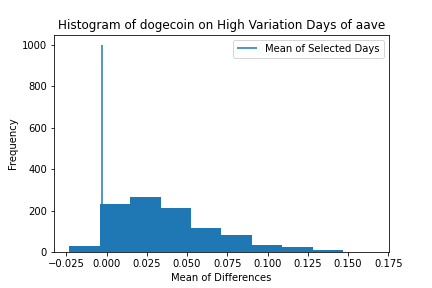 Histogram of dogecoin on High Variation Days of aave
Mean of Selected Days
Frequency
1000
800
600
400
200
0
−0.025 0.000 0.025 0.050 0.075 0.100 0.125 0.150 0.175
Mean of Differences